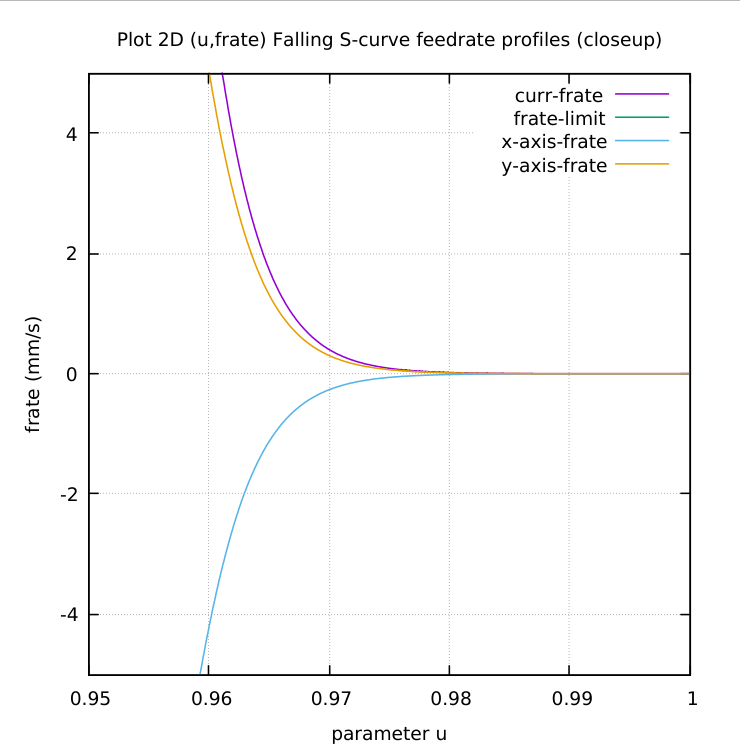 Plot 2D (u,frate) Falling S-curve feedrate profiles (closeup)
curr-frate
frate-limit
x-axis-frate
y-axis-frate
4
2
0
-2
-4
frate (mm/s)
0.95 0.96 0.97 0.98 0.99 1
parameter u